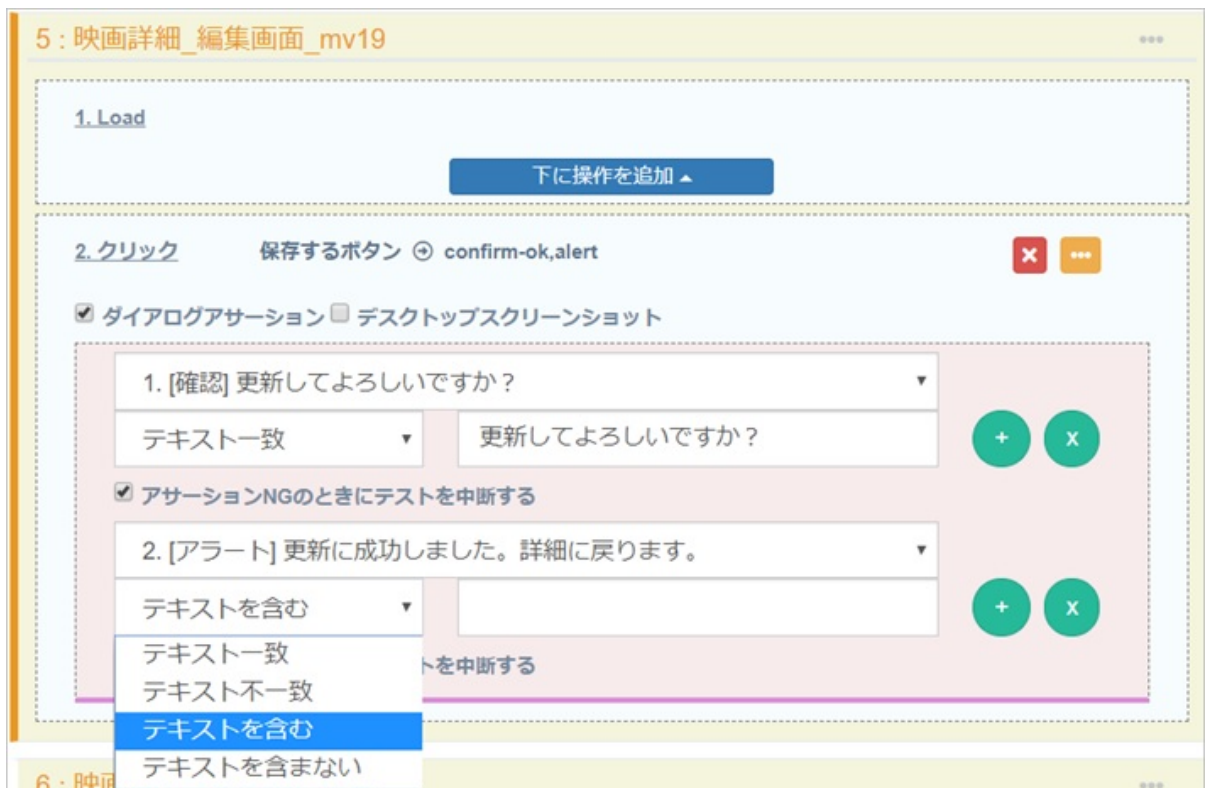 5 : 映画詳細_編集画面_mv19
1. Load
下に操作を追加
2. クリック 保存するボタン confirm-ok,alert
ダイアログアサーション デスクトップスクリーンショット
1. [確認] 更新してよろしいですか？
テキスト一致 更新してよろしいですか？ + x
アサーションNGのときにテストを中断する
2. [アラート] 更新に成功しました。詳細に戻ります。
テキストを含む + x
テキスト一致
トを中断する
テキスト不一致
テキストを含む
テキストを含まない
6 : 映画